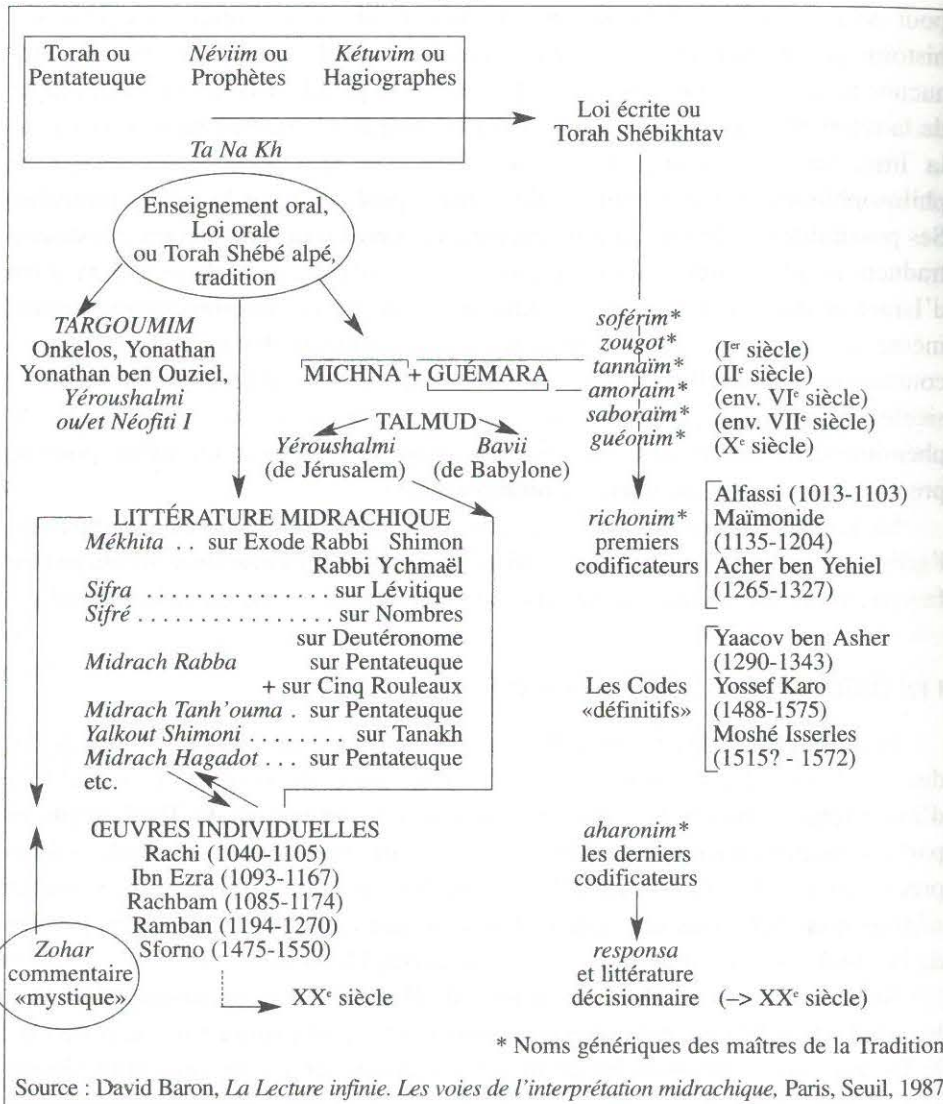 Torah ou
Pentateuque
Néviim ou
Prophètes
Kétuvim ou
Hagiographes
Ta Na Kh
Loi écrite ou
Torah Shébikhtav
Enseignement oral,
Loi orale
ou Torah Shébé alpé,
tradition
TARGOUMIM
Onkelos, Yonathan
Yonathan ben Ouziel,
Yéroushalmi
ou/et Néofiti I
MICHNA + GUÉMARA
TALMUD
Yéroushalmi
(de Jérusalem)
Bavii
(de Babylone)
soférim*
zougot* (Ier siècle)
tannaïm* (IIe siècle)
amoraim* (env. VIe siècle)
saboraïm* (env. VIIe siècle)
guéonim* (Xe siècle)
LITTÉRATURE MIDRACHIQUE
Mékhita . . sur Exode Rabbi Shimon
Rabbi Ychmaël
Sifra . . . . . . . . . . . . . . . sur Lévitique
Sifré . . . . . . . . . . . . . . . . sur Nombres
sur Deutéronome
Midrach Rabba sur Pentateuque
+ sur Cinq Rouleaux
Midrach Tanh'ouma . sur Pentateuque
Yalkout Shimoni . . . . . . . . sur Tanakh
Midrach Hagadot . . . sur Pentateuque
etc.
richonim*
premiers
codificateurs
Alfassi (1013-1103)
Maïmonide
(1135-1204)
Acher ben Yehiel
(1265-1327)
Les Codes
«définitifs»
Yaacov ben Asher
(1290-1343)
Yossef Karo
(1488-1575)
Moshé Isserles
(1515? - 1572)
ŒUVRES INDIVIDUELLES
Rachi (1040-1105)
Ibn Ezra (1093-1167)
Rachbam (1085-1174)
Ramban (1194-1270)
Sforno (1475-1550)
XXe siècle
Zohar
commentaire
«mystique»
aharonim*
les derniers
codificateurs
responsa
et littérature
décisionnaire (–> XXe siècle)
* Noms génériques des maîtres de la Tradition
Source : David Baron, La Lecture infinie. Les voies de l'interprétation midrachique, Paris, Seuil, 1987